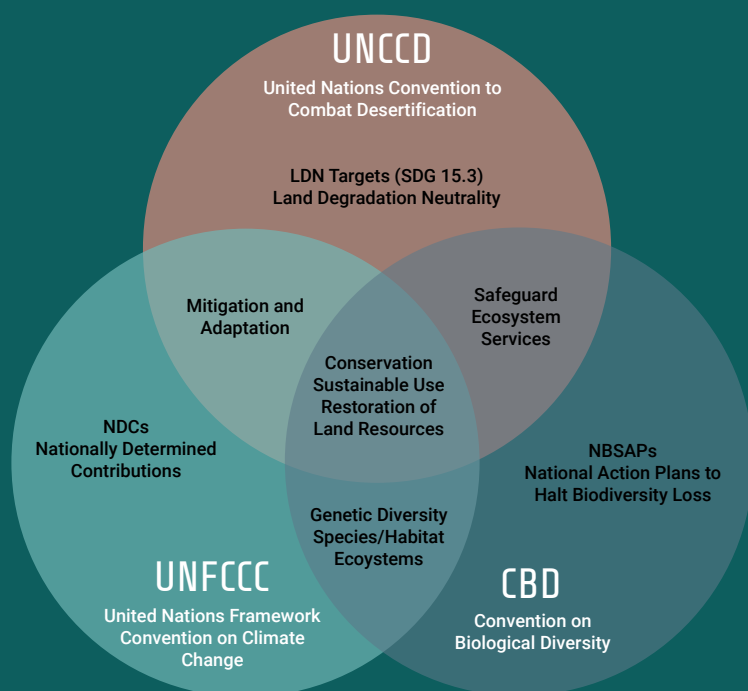 UNCCD
United Nations Convention to
Combat Desertification
LDN Targets (SDG 15.3)
Land Degradation Neutrality
Mitigation and
Adaptation
Safeguard
Ecosystem
Services
Conservation
Sustainable Use
Restoration of
Land Resources
NDCs
Nationally Determined
Contributions
NBSAPs
National Action Plans to
Halt Biodiversity Loss
Genetic Diversity
Species/Habitat
Ecoystems
UNFCCC
United Nations Framework
Convention on Climate
Change
CBD
Convention on
Biological Diversity